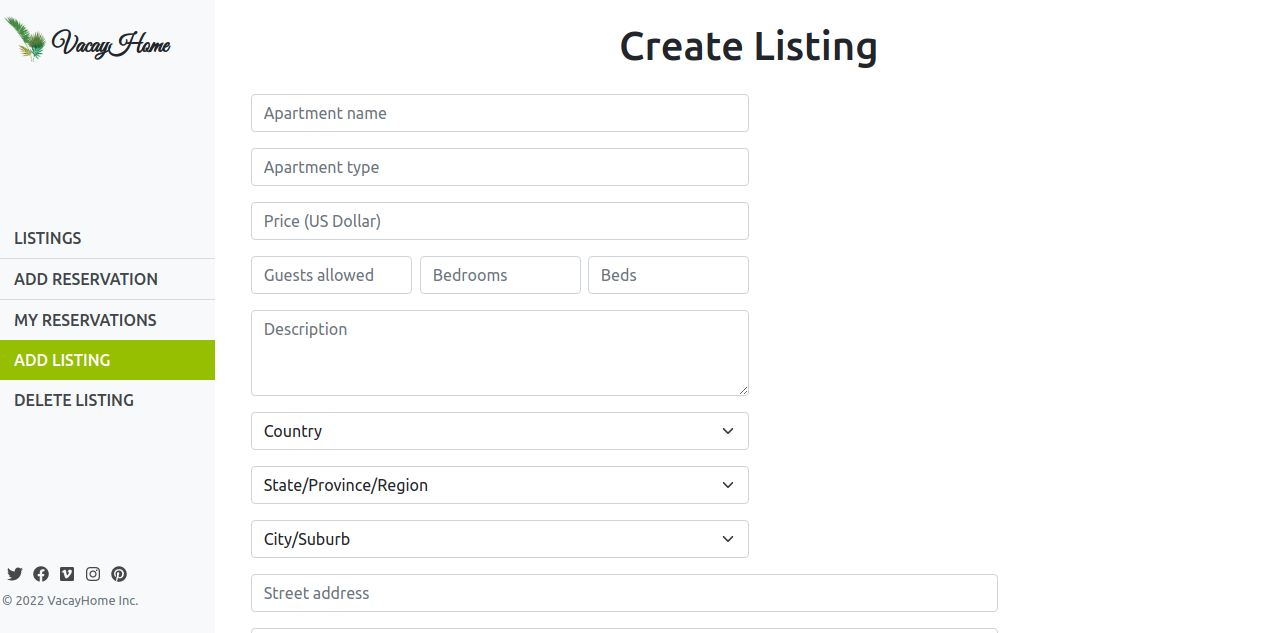 VacayHome
LISTINGS
ADD RESERVATION
MY RESERVATIONS
ADD LISTING
DELETE LISTING
© 2022 VacayHome Inc.
Create Listing
Apartment name
Apartment type
Price (US Dollar)
Guests allowed Bedrooms Beds
Description
Country
State/Province/Region
City/Suburb
Street address